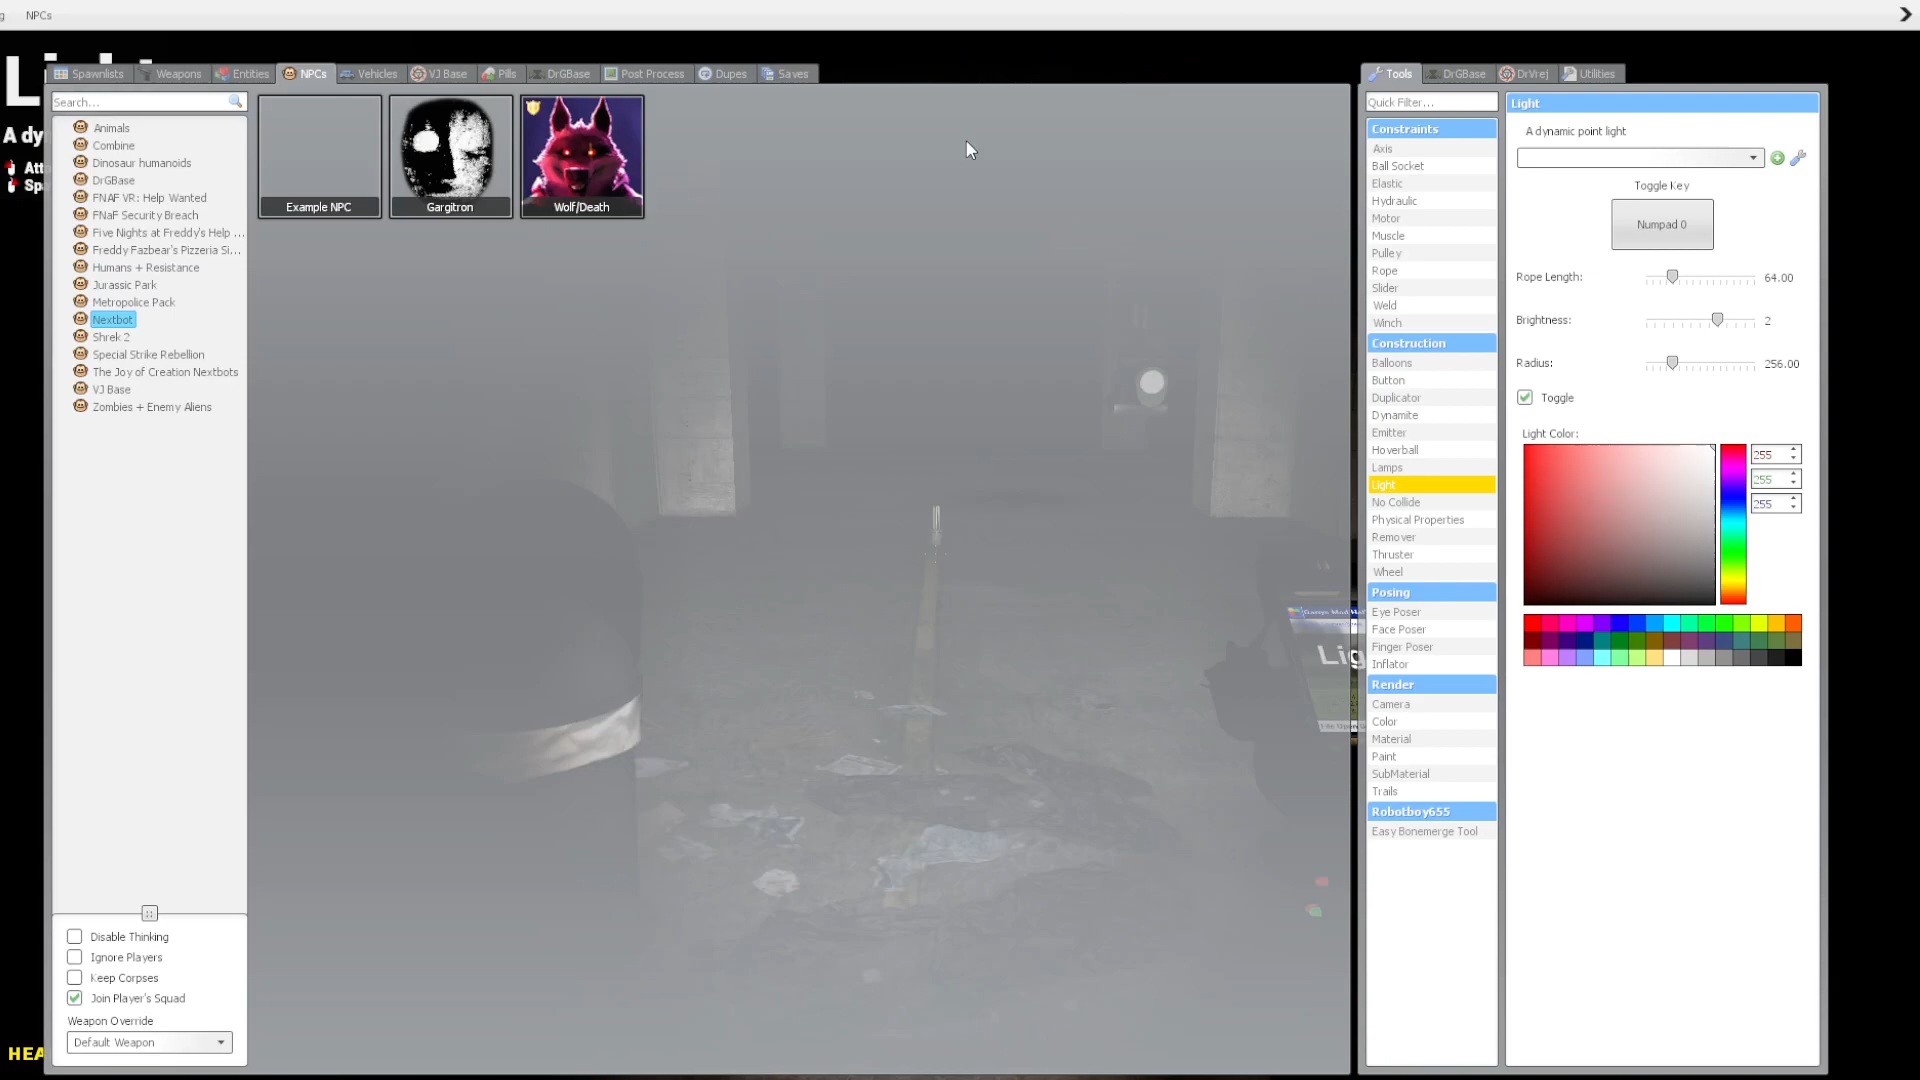 NPCs
A dy
Atta
Spa
Spawnlists Weapons Entities NPCs Vehicles VJ Base Pills DrGBase Post Process Dupes Saves
Search...
Animals
Combine
Dinosaur humanoids
DrGBase
FNAF VR: Help Wanted
FNaF Security Breach
Five Nights at Freddy's Help ...
Freddy Fazbear's Pizzeria Si...
Humans + Resistance
Jurassic Park
Metropolice Pack
Nextbot
Shrek 2
Special Strike Rebellion
The Joy of Creation Nextbots
VJ Base
Zombies + Enemy Aliens
Example NPC
Gargitron
Wolf/Death
Disable Thinking
Ignore Players
Keep Corpses
Join Player's Squad
Weapon Override
Default Weapon
HEA
Lig
Tools DrGBase DrVrej Utilities
Quick Filter...
Constraints
Axis
Ball Socket
Elastic
Hydraulic
Motor
Muscle
Pulley
Rope
Slider
Weld
Winch
Construction
Balloons
Button
Duplicator
Dynamite
Emitter
Hoverball
Lamps
Light
No Collide
Physical Properties
Remover
Thruster
Wheel
Posing
Eye Poser
Face Poser
Finger Poser
Inflator
Render
Camera
Color
Material
Paint
SubMaterial
Trails
Robotboy655
Easy Bonemerge Tool
Light
A dynamic point light
Toggle Key
Numpad 0
Rope Length: 64.00
Brightness: 2
Radius: 256.00
Toggle
Light Color:
255
255
255